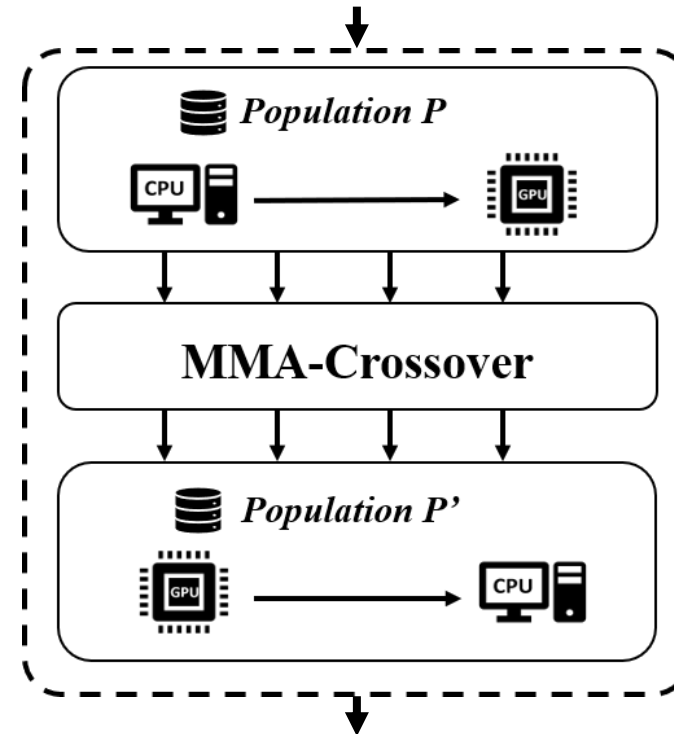 Population P
CPU
GPU
MMA-Crossover
Population P’
GPU
CPU